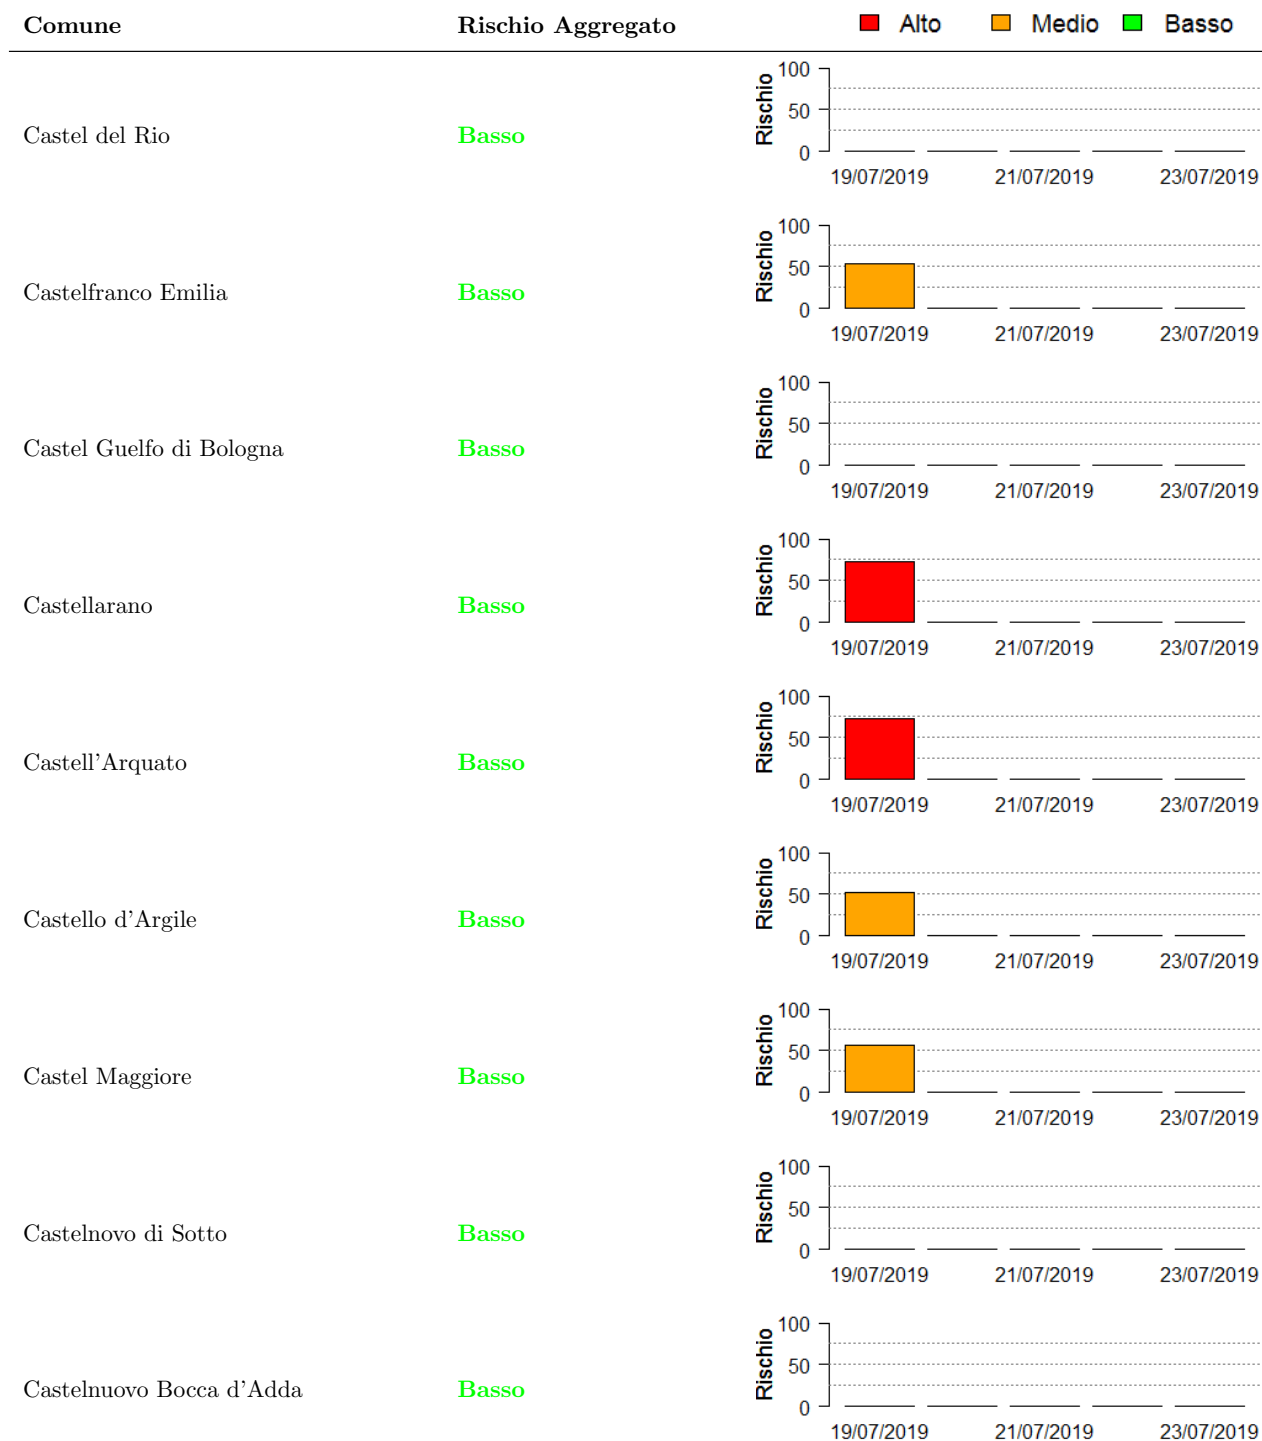 Comune Rischio Aggregato Alto Medio Basso
Castel del Rio Basso Rischio 100 50 0
19/07/2019 21/07/2019 23/07/2019
Castelfranco Emilia Basso Rischio 100 50 0
19/07/2019 21/07/2019 23/07/2019
Castel Guelfo di Bologna Basso Rischio 100 50 0
19/07/2019 21/07/2019 23/07/2019
Castellarano Basso Rischio 100 50 0
19/07/2019 21/07/2019 23/07/2019
Castell'Arquato Basso Rischio 100 50 0
19/07/2019 21/07/2019 23/07/2019
Castello d'Argile Basso Rischio 100 50 0
19/07/2019 21/07/2019 23/07/2019
Castel Maggiore Basso Rischio 100 50 0
19/07/2019 21/07/2019 23/07/2019
Castelnovo di Sotto Basso Rischio 100 50 0
19/07/2019 21/07/2019 23/07/2019
Castelnuovo Bocca d'Adda Basso Rischio 100 50 0
19/07/2019 21/07/2019 23/07/2019